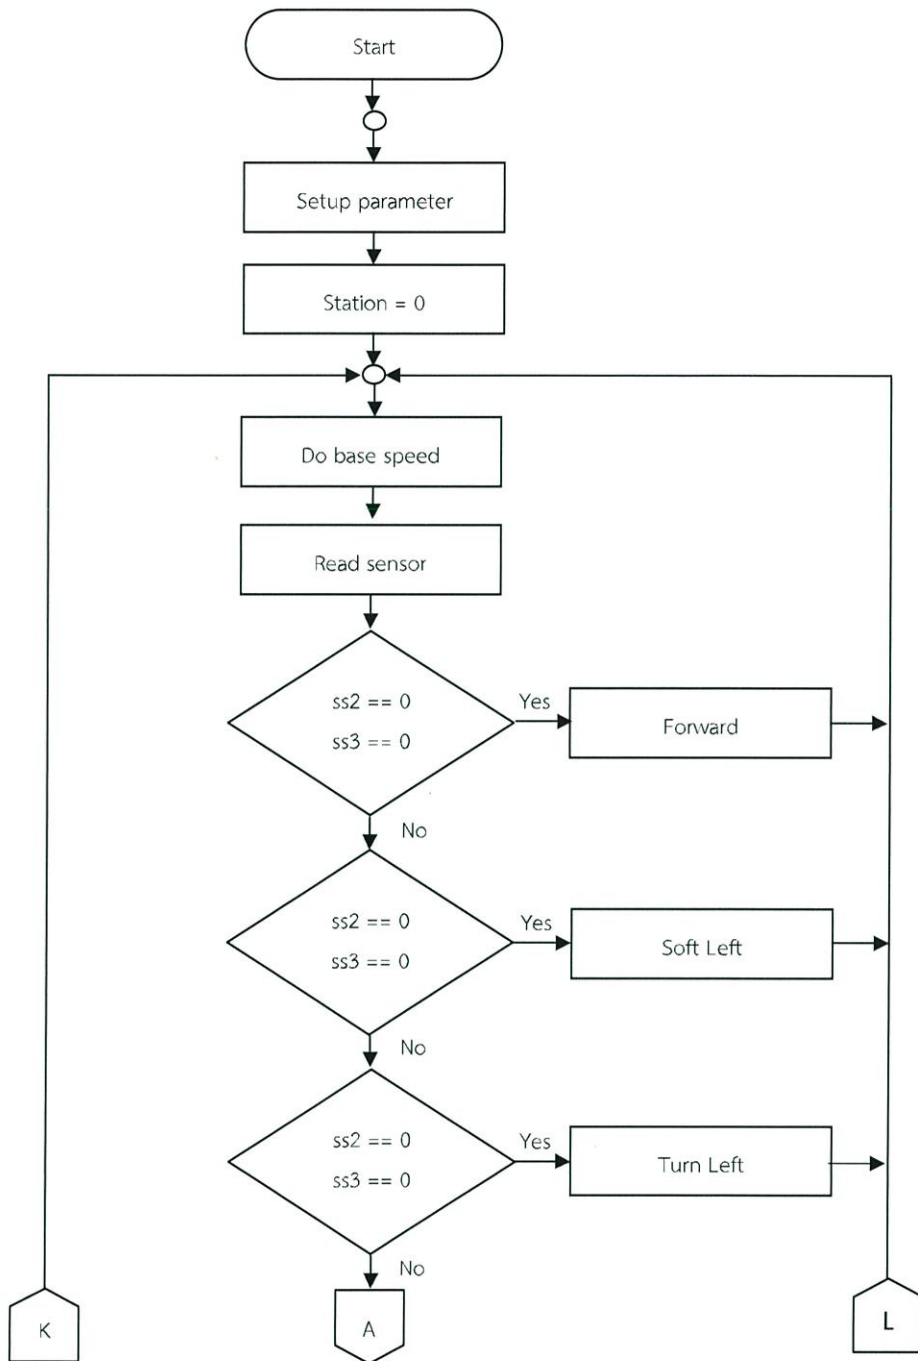 Start
Setup parameter
Station = 0
Do base speed
Read sensor
ss2 == 0
ss3 == 0
Yes
Forward
No
ss2 == 0
ss3 == 0
Yes
Soft Left
No
ss2 == 0
ss3 == 0
Yes
Turn Left
No
K
A
L